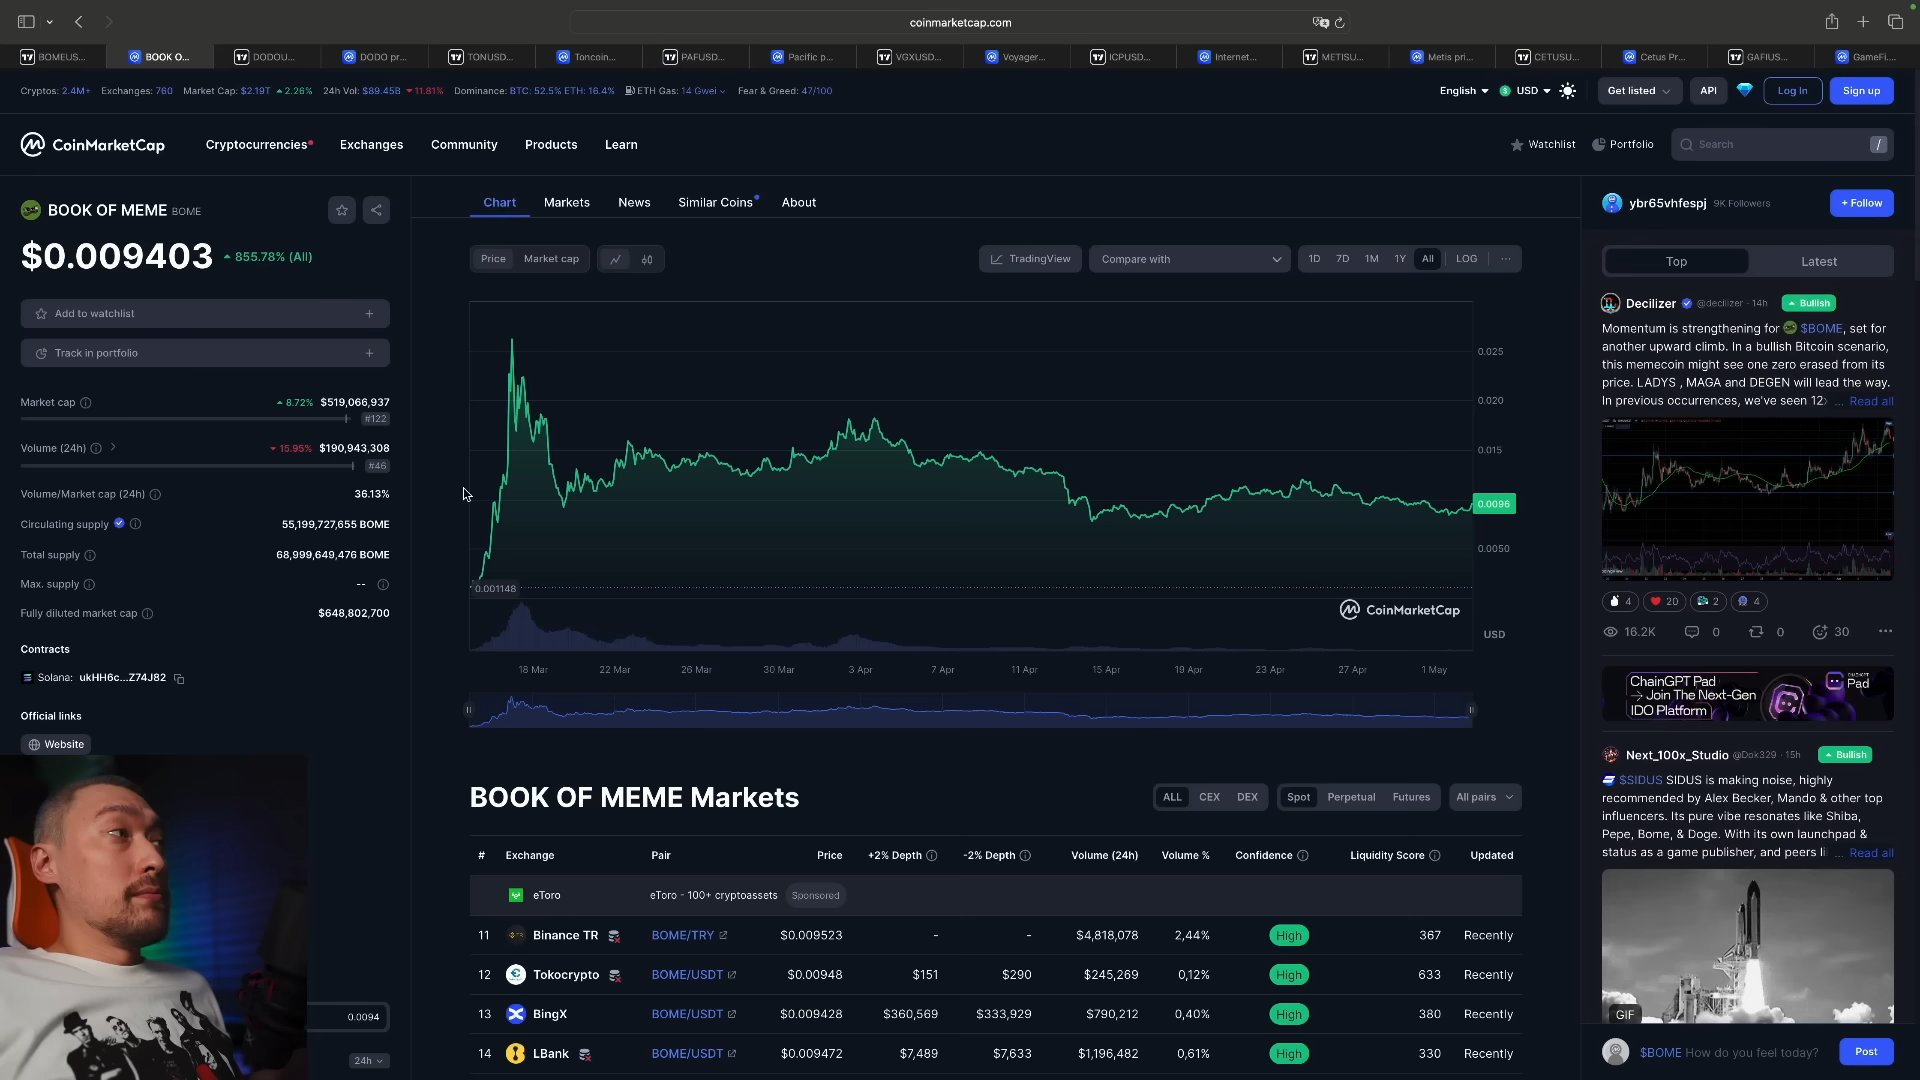 coinmarketcap.com
BOMEUS...
BOOK O...
DODOU...
DODO pr...
TONUSD...
Toncoin...
PAFUSD...
Pacific p...
VGXUSD...
Voyager...
ICPUSD...
Internet...
METISU...
Metis pri...
CETUSU...
Cetus Pr...
GAFIUS...
GameFi...
Cryptos: 2.4M+ Exchanges: 760 Market Cap: $2.19T 2.26% 24h Vol: $89.45B 11.81% Dominance: BTC: 52.5% ETH: 16.4% ETH Gas: 14 Gwei Fear & Greed: 47/100
English USD Get listed API Log In Sign up
CoinMarketCap Cryptocurrencies Exchanges Community Products Learn
Watchlist Portfolio Search /
BOOK OF MEME BOME
$0.009403 855.78% (All)
Add to watchlist +
Track in portfolio +
Market cap 8.72% $519,066,937
#122
Volume (24h) 15.95% $190,943,308
#46
Volume/Market cap (24h) 36.13%
Circulating supply 55,199,727,655 BOME
Total supply 68,999,649,476 BOME
Max. supply --
Fully diluted market cap $648,802,700
Contracts
Solana: ukHH6c...Z74J82
Official links
Website
0.0094
24h
Chart Markets News Similar Coins About
Price Market cap
TradingView Compare with 1D 7D 1M 1Y All LOG ...
0.025
0.020
0.015
0.0096
0.0050
0.001148
CoinMarketCap
USD
18 Mar 22 Mar 26 Mar 30 Mar 3 Apr 7 Apr 11 Apr 15 Apr 19 Apr 23 Apr 27 Apr 1 May
BOOK OF MEME Markets
ALL CEX DEX Spot Perpetual Futures All pairs
# Exchange Pair Price +2% Depth -2% Depth Volume (24h) Volume % Confidence Liquidity Score Updated
eToro eToro - 100+ cryptoassets Sponsored
11 Binance TR BOME/TRY $0.009523 - - $4,818,078 2,44% High 367 Recently
12 Tokocrypto BOME/USDT $0.00948 $151 $290 $245,269 0,12% High 633 Recently
13 BingX BOME/USDT $0.009428 $360,569 $333,929 $790,212 0,40% High 380 Recently
14 LBank BOME/USDT $0.009472 $7,489 $7,633 $1,196,482 0,61% High 330 Recently
ybr65vhfespj 9K Followers + Follow
Top Latest
Decilizer @decilizer · 14h Bullish
Momentum is strengthening for $BOME, set for
another upward climb. In a bullish Bitcoin scenario,
this memecoin might see one zero erased from its
price. LADYS , MAGA and DEGEN will lead the way.
In previous occurrences, we've seen 12x ... Read all
4 20 2 4
16.2K 0 0 30 ...
ChainGPT Pad
→ Join The Next-Gen
IDO Platform
Pad
Next_100x_Studio @Dok329 · 15h Bullish
$SIDUS SIDUS is making noise, highly
recommended by Alex Becker, Mando & other top
influencers. Its pure vibe resonates like Shiba,
Pepe, Bome, & Doge. With its own launchpad &
status as a game publisher, and peers li ... Read all
GIF
$BOME How do you feel today? Post